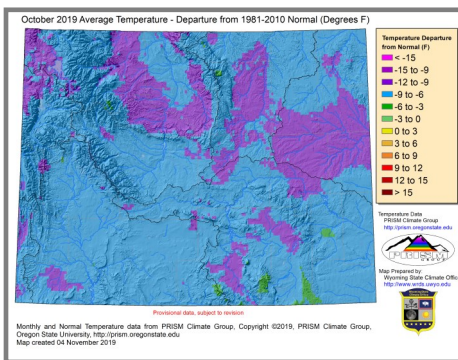 October 2019 Average Temperature - Departure from 1981-2010 Normal (Degrees F)
Temperature Departure
from Normal (F)
< -15
-15 to -9
-12 to -9
-9 to -6
-6 to -3
-3 to 0
0 to 3
3 to 6
6 to 9
9 to 12
12 to 15
> 15
Temperature Data
PRISM Climate Group
http://prism.oregonstate.edu
PRISM
GROUP
Map Prepared by:
Wyoming State Climate Offic
http://www.wrds.uwyo.edu
Provisional data, subject to revision
Monthly and Normal Temperature data from PRISM Climate Group, Copyright ©2019, PRISM Climate Group,
Oregon State University, http://prism.oregonstate.edu
Map created 04 November 2019